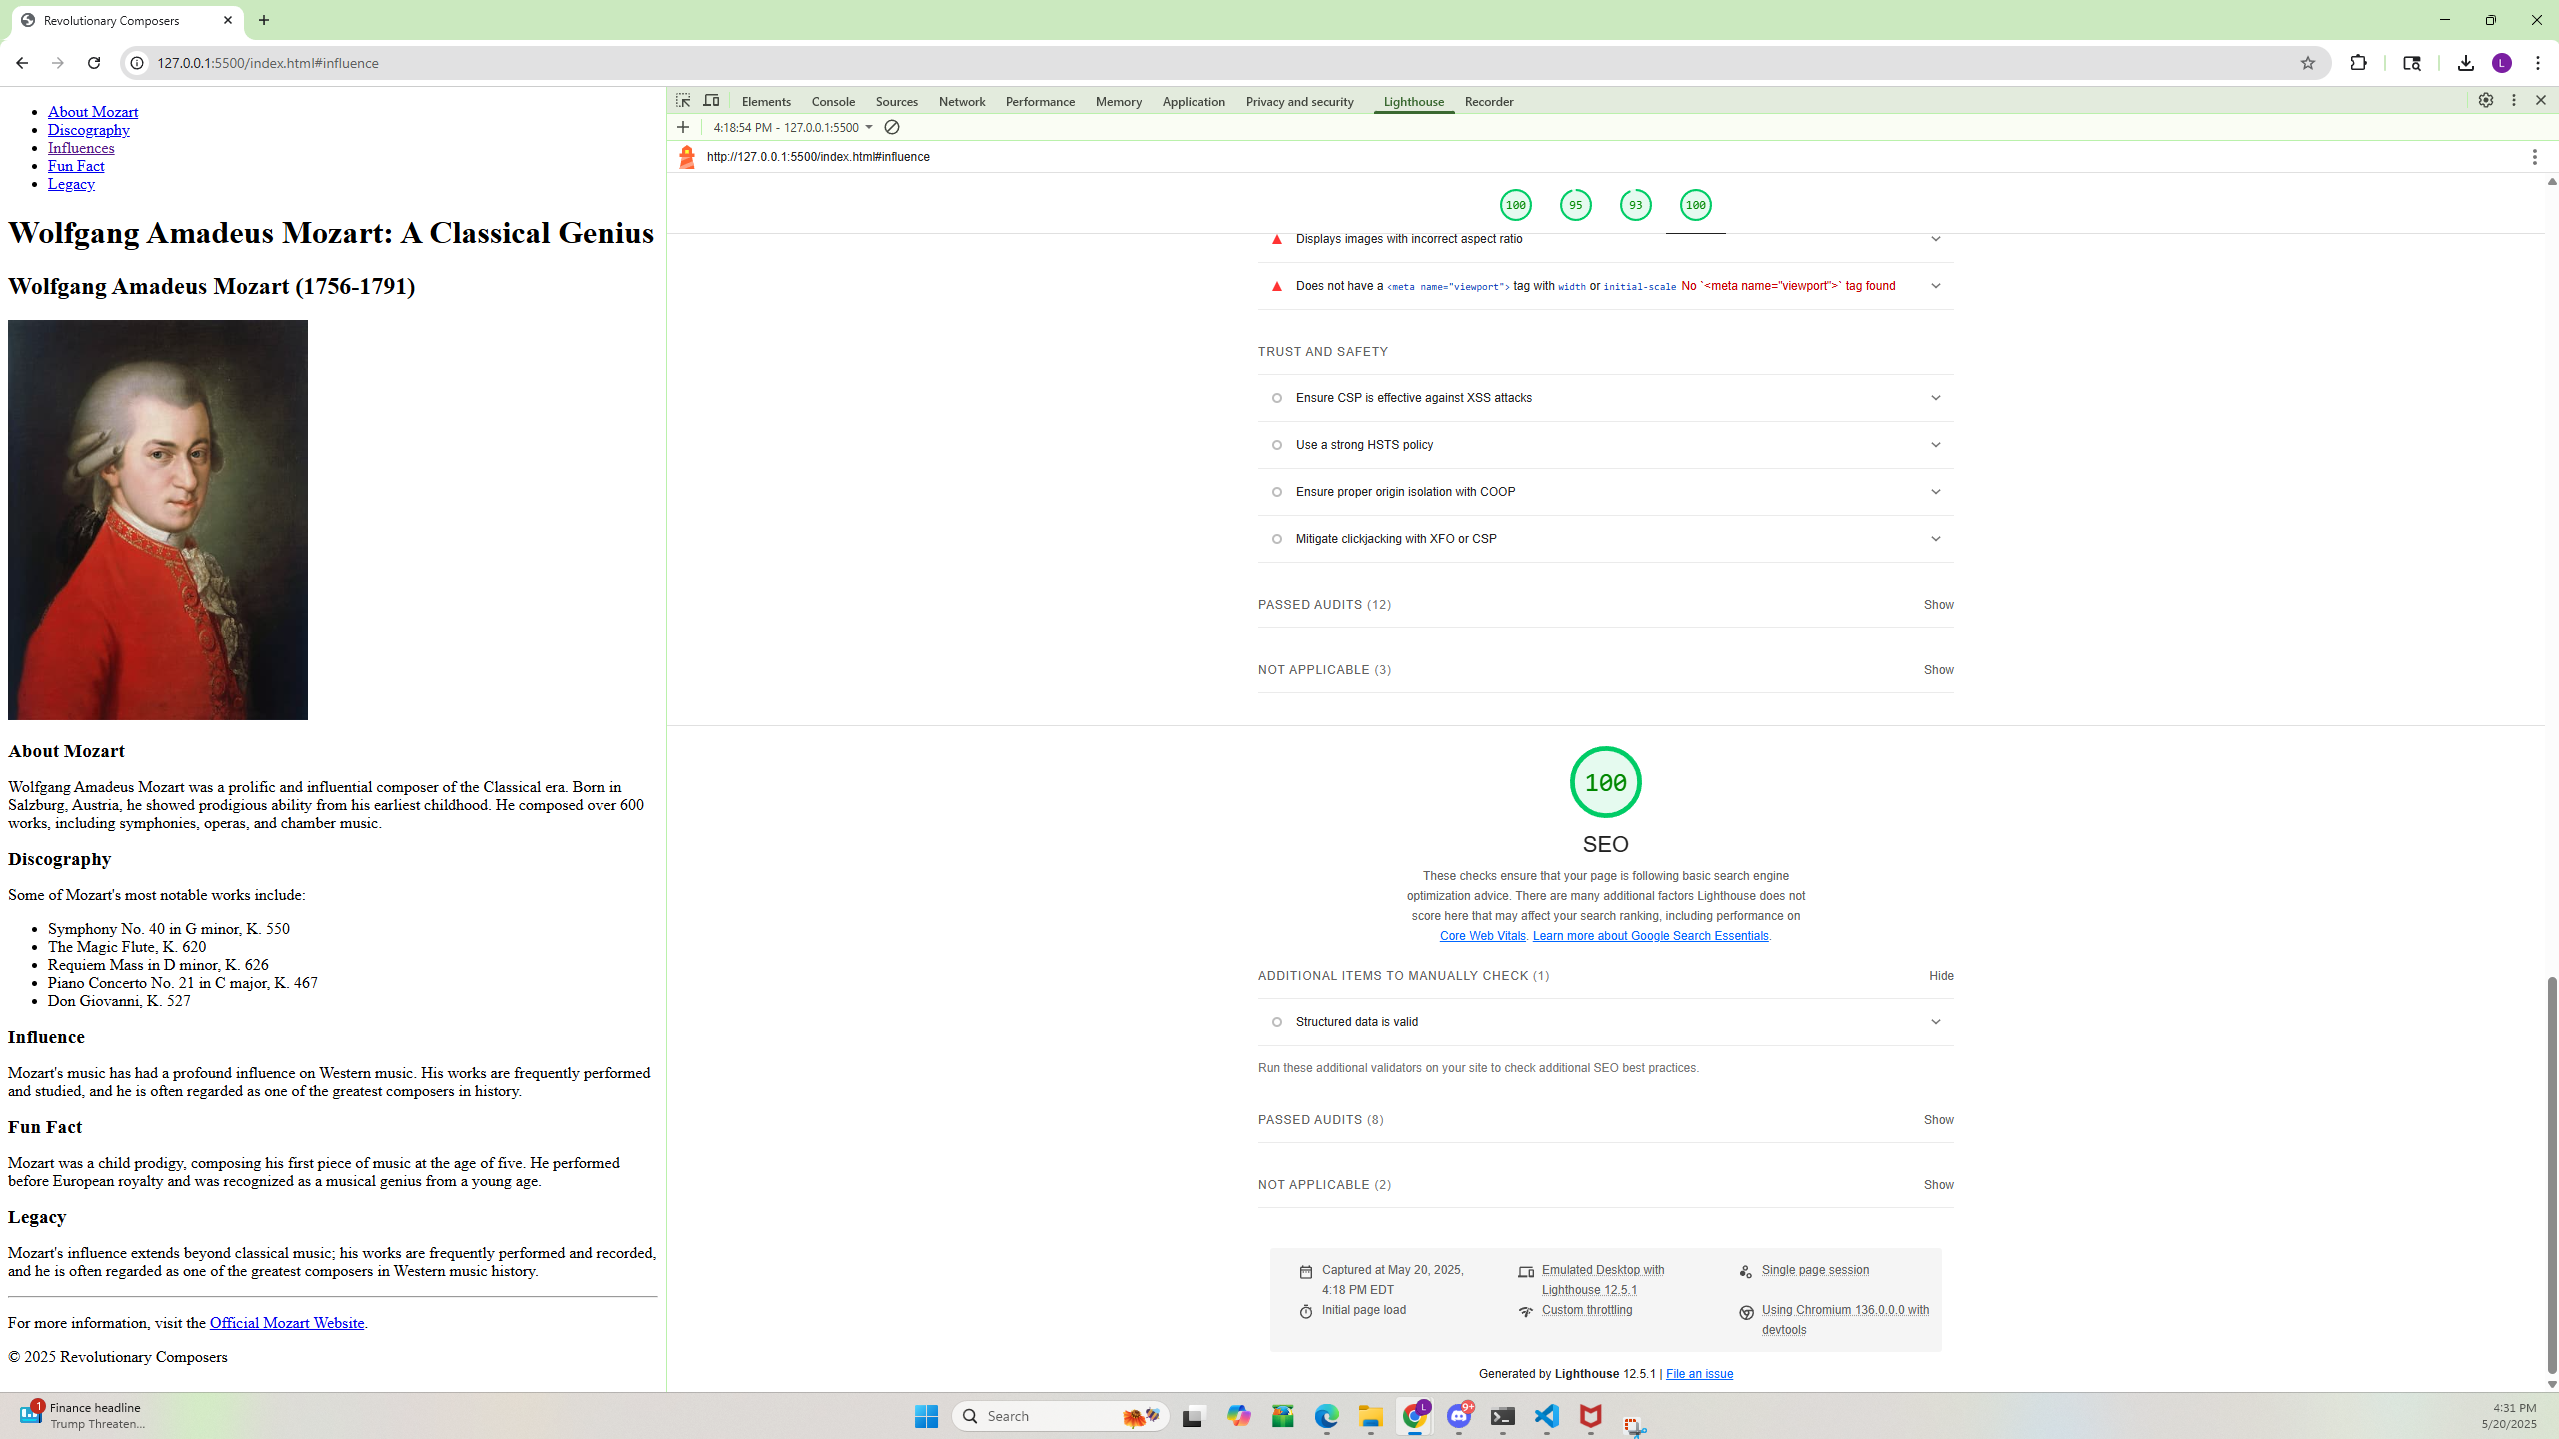 Revolutionary Composers
127.0.0.1:5500/index.html#influence
L
About Mozart
Discography
Influences
Fun Fact
Legacy
Wolfgang Amadeus Mozart: A Classical Genius
Wolfgang Amadeus Mozart (1756-1791)
About Mozart
Wolfgang Amadeus Mozart was a prolific and influential composer of the Classical era. Born in
Salzburg, Austria, he showed prodigious ability from his earliest childhood. He composed over 600
works, including symphonies, operas, and chamber music.
Discography
Some of Mozart's most notable works include:
Symphony No. 40 in G minor, K. 550
The Magic Flute, K. 620
Requiem Mass in D minor, K. 626
Piano Concerto No. 21 in C major, K. 467
Don Giovanni, K. 527
Influence
Mozart's music has had a profound influence on Western music. His works are frequently performed
and studied, and he is often regarded as one of the greatest composers in history.
Fun Fact
Mozart was a child prodigy, composing his first piece of music at the age of five. He performed
before European royalty and was recognized as a musical genius from a young age.
Legacy
Mozart's influence extends beyond classical music; his works are frequently performed and recorded,
and he is often regarded as one of the greatest composers in Western music history.
For more information, visit the Official Mozart Website.
© 2025 Revolutionary Composers
Elements Console Sources Network Performance Memory Application Privacy and security Lighthouse Recorder
4:18:54 PM - 127.0.0.1:5500
http://127.0.0.1:5500/index.html#influence
100 95 93 100
Displays images with incorrect aspect ratio
Does not have a <meta name="viewport"> tag with width or initial-scale No `<meta name="viewport">` tag found
TRUST AND SAFETY
Ensure CSP is effective against XSS attacks
Use a strong HSTS policy
Ensure proper origin isolation with COOP
Mitigate clickjacking with XFO or CSP
PASSED AUDITS (12) Show
NOT APPLICABLE (3) Show
100
SEO
These checks ensure that your page is following basic search engine
optimization advice. There are many additional factors Lighthouse does not
score here that may affect your search ranking, including performance on
Core Web Vitals. Learn more about Google Search Essentials.
ADDITIONAL ITEMS TO MANUALLY CHECK (1) Hide
Structured data is valid
Run these additional validators on your site to check additional SEO best practices.
PASSED AUDITS (8) Show
NOT APPLICABLE (2) Show
Captured at May 20, 2025,
4:18 PM EDT
Emulated Desktop with
Lighthouse 12.5.1
Single page session
Initial page load
Custom throttling
Using Chromium 136.0.0.0 with
devtools
Generated by Lighthouse 12.5.1 | File an issue
1
Finance headline
Trump Threaten...
Search
L
9+
4:31 PM
5/20/2025